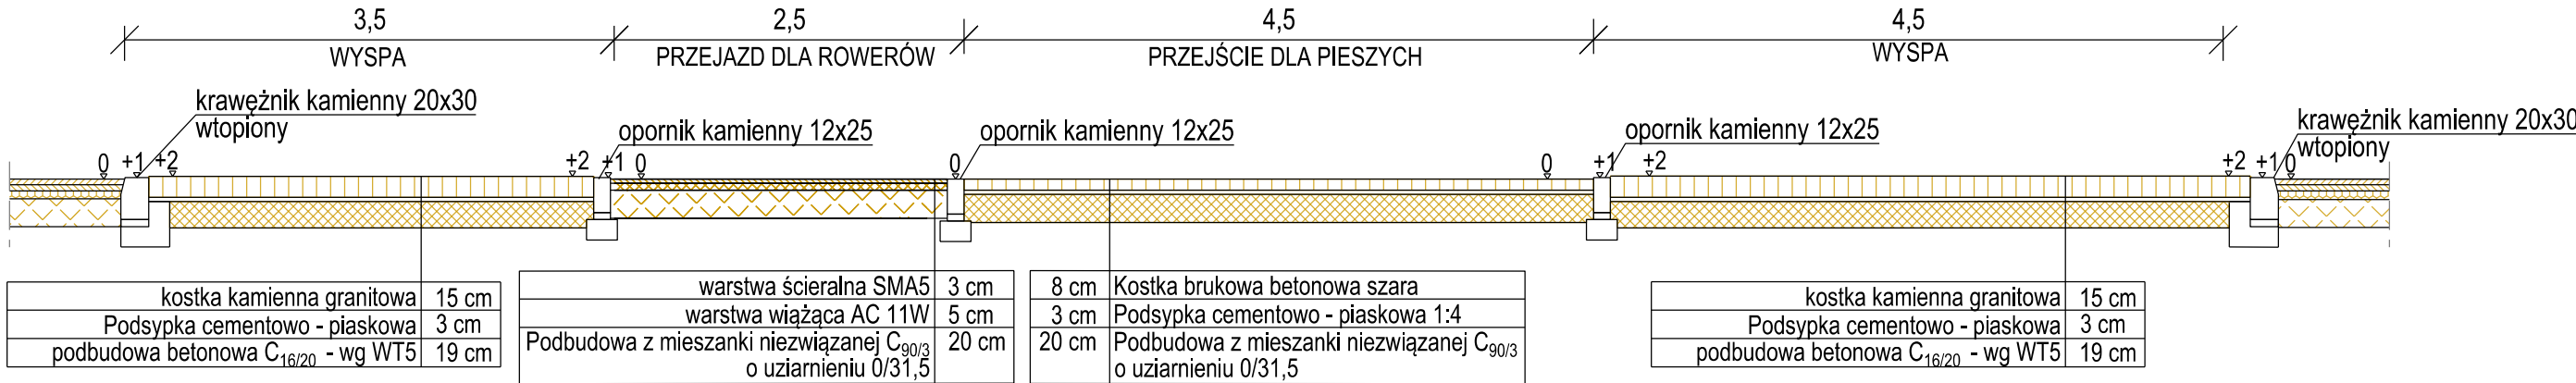 3,5
2,5
4,5
4,5
WYSPA
PRZEJAZD DLA ROWERÓW
PRZEJŚCIE DLA PIESZYCH
WYSPA
krawężnik kamienny 20x30
wtopiony
opornik kamienny 12x25
opornik kamienny 12x25
opornik kamienny 12x25
krawężnik kamienny 20x30
wtopiony
0 +1 +2 +2 +1 0 0 0 +1 +2 +2 +1 0
kostka kamienna granitowa 15 cm
Podsypka cementowo - piaskowa 3 cm
podbudowa betonowa C16/20 - wg WT5 19 cm
warstwa ścieralna SMA5 3 cm
warstwa wiążąca AC 11W 5 cm
Podbudowa z mieszanki niezwiązanej C90/3 20 cm
o uziarnieniu 0/31,5
8 cm Kostka brukowa betonowa szara
3 cm Podsypka cementowo - piaskowa 1:4
20 cm Podbudowa z mieszanki niezwiązanej C90/3
o uziarnieniu 0/31,5
kostka kamienna granitowa 15 cm
Podsypka cementowo - piaskowa 3 cm
podbudowa betonowa C16/20 - wg WT5 19 cm